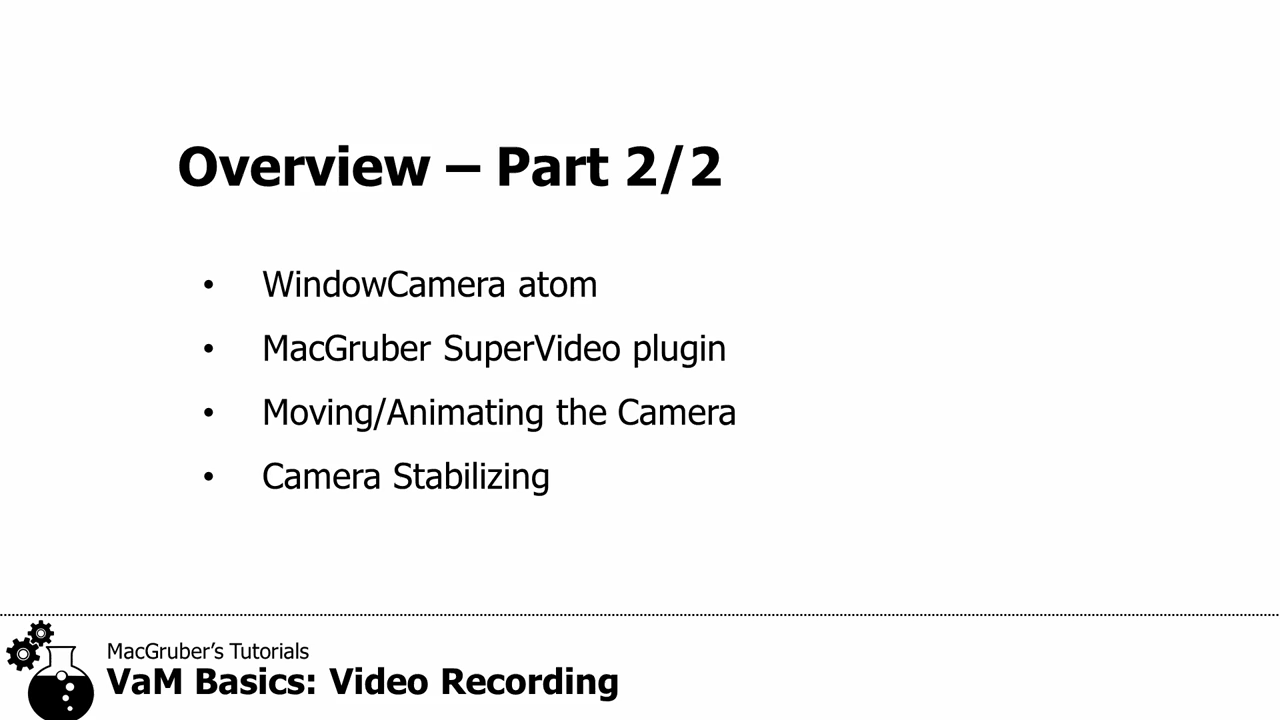 Overview – Part 2/2
• WindowCamera atom
• MacGruber SuperVideo plugin
• Moving/Animating the Camera
• Camera Stabilizing
MacGruber’s Tutorials
VaM Basics: Video Recording